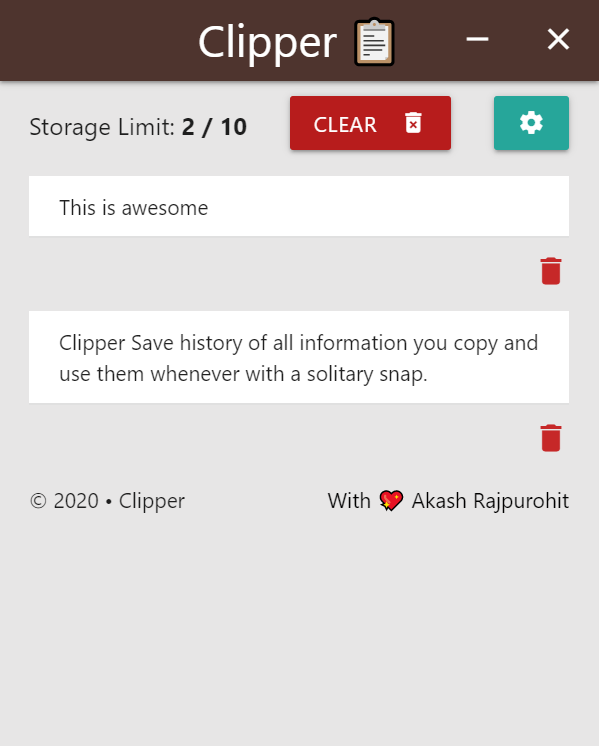 Clipper
Storage Limit: 2 / 10
CLEAR
This is awesome
Clipper Save history of all information you copy and
use them whenever with a solitary snap.
© 2020 • Clipper
With 💖 Akash Rajpurohit